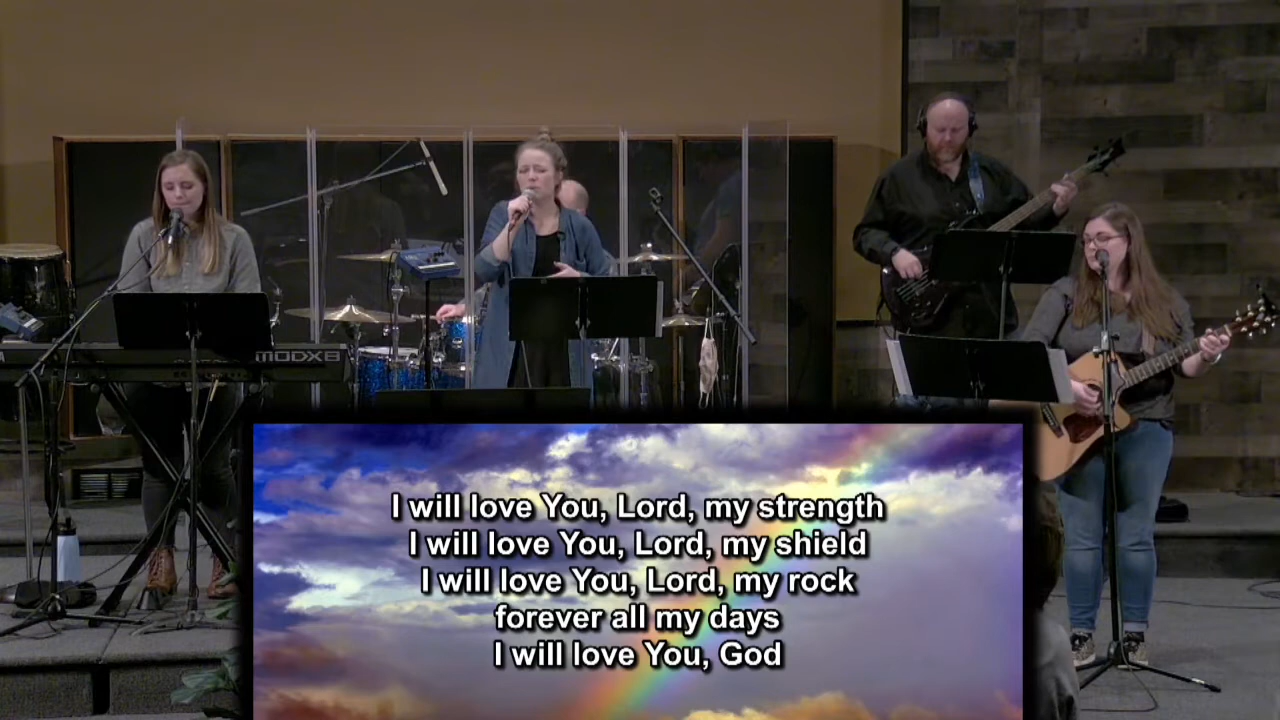 MODX8
I will love You, Lord, my strength
I will love You, Lord, my shield
I will love You, Lord, my rock
forever all my days
I will love You, God